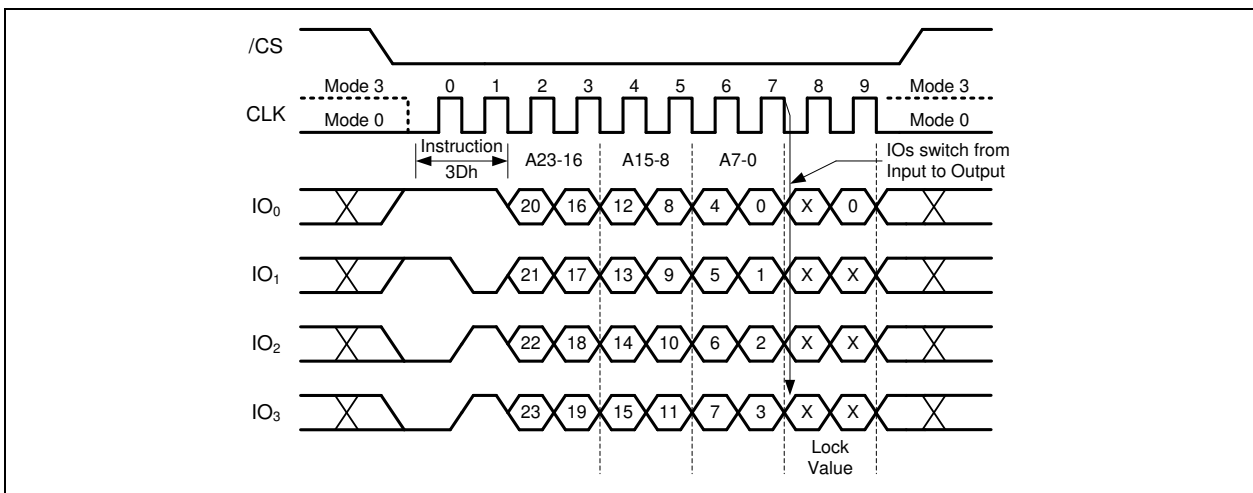 /CS
Mode 3 0 1 2 3 4 5 6 7 8 9 Mode 3
CLK
Mode 0 Mode 0
Instruction
3Dh
A23-16 A15-8 A7-0
IOs switch from
Input to Output
IO₀ 20 16 12 8 4 0 X 0
IO₁ 21 17 13 9 5 1 X X
IO₂ 22 18 14 10 6 2 X X
IO₃ 23 19 15 11 7 3 X X
Lock
Value